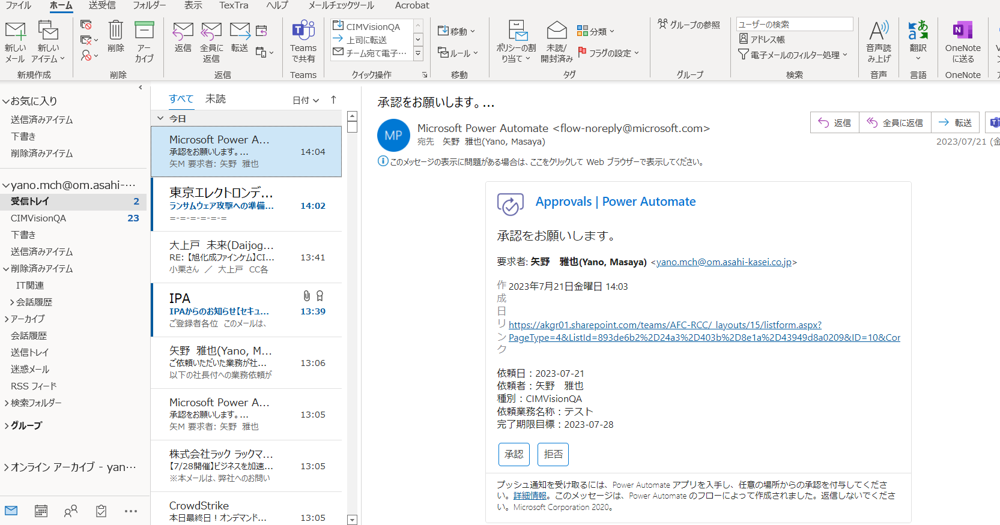 ファイル ホーム 送受信 フォルダー 表示 TexTra ヘルプ メールチェックツール Acrobat
新しい
メール
新しい
アイテム
新規作成
削除
アー
カイブ
削除
返信
全員に
返信
転送
返信
Teams
で共有
Teams
CIMVisionQA
上司に転送
チーム宛て電子…
クイック操作
移動
ルール
移動
ポリシーの割
り当て
未読/
開封済み
分類
フラグの設定
タグ
グループの参照
グループ
ユーザーの検索
アドレス帳
電子メールのフィルター処理
検索
音声読
み上げ
音声
翻訳
言語
OneNote
に送る
OneNote
お気に入り
送信済みアイテム
下書き
削除済みアイテム
yano.mch@om.asahi-…
受信トレイ 2
CIMVisionQA 23
下書き
送信済みアイテム
削除済みアイテム
IT関連
会話履歴
アーカイブ
会話履歴
送信トレイ
迷惑メール
RSS フィード
検索フォルダー
グループ
オンライン アーカイブ - yan…
すべて 未読 日付
今日
Microsoft Power A...
承認をお願いします。... 14:04
矢M 要求者: 矢野 雅也
東京エレクトロンデ...
ランサムウェア攻撃への準備... 14:02
=-=-=-=-=-=
大上戸 未来(Daijog...
RE: 【旭化成ファインケム】CI... 13:41
小栗さん ／ 大上戸 CC各
IPA
IPAからのお知らせ【セキュ... 13:39
ご登録者各位 このメールは、
矢野 雅也(Yano, M...
ご依頼いただいた業務が社... 13:06
以下の社長付への業務依頼が
Microsoft Power A...
承認をお願いします。... 13:05
矢M 要求者: 矢野 雅也
株式会社ラック ラックマ...
【7/28開催】ビジネスを加速... 13:05
※本メールは、弊社へのお問い
CrowdStrike
本日最終日！オンデマンド... 13:05
承認をお願いします。...
MP
Microsoft Power Automate <flow-noreply@microsoft.com>
宛先 矢野 雅也(Yano, Masaya)
返信 全員に返信 転送
2023/07/21 (金
このメッセージの表示に問題がある場合は、ここをクリックして Web ブラウザーで表示してください。
Approvals | Power Automate
承認をお願いします。
要求者: 矢野 雅也(Yano, Masaya) <yano.mch@om.asahi-kasei.co.jp>
作成日 2023年7月21日金曜日 14:03
リンク https://akgr01.sharepoint.com/teams/AFC-RCC/_layouts/15/listform.aspx?
PageType=4&ListId=893de6b2%2D24a3%2D403b%2D8e1a%2D43949d8a0209&ID=10&Cor
依頼日：2023-07-21
依頼者：矢野 雅也
種別：CIMVisionQA
依頼業務名称：テスト
完了期限目標：2023-07-28
承認 拒否
プッシュ通知を受け取るには、Power Automate アプリを入手し、任意の場所からの承認を付与してくださ
い。詳細情報。このメッセージは、Power Automate のフローによって作成されました。返信しないでくださ
い。Microsoft Corporation 2020。